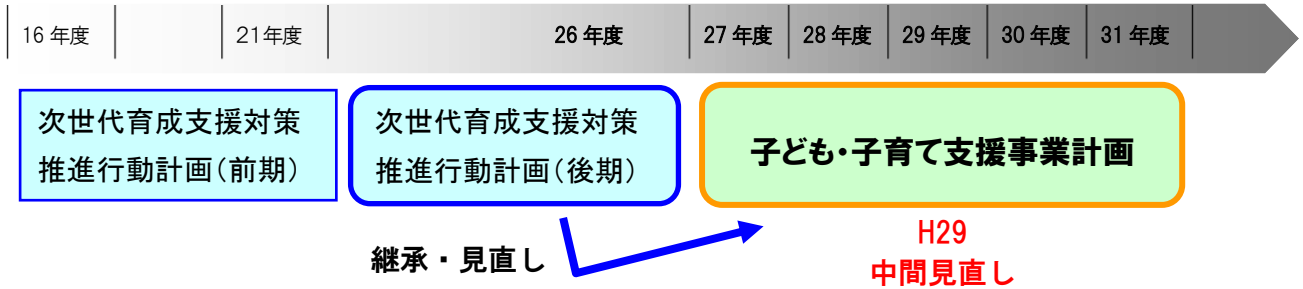 16年度 21年度 26年度 27年度 28年度 29年度 30年度 31年度
次世代育成支援対策
推進行動計画(前期)
次世代育成支援対策
推進行動計画(後期)
子ども・子育て支援事業計画
継承・見直し
H29
中間見直し